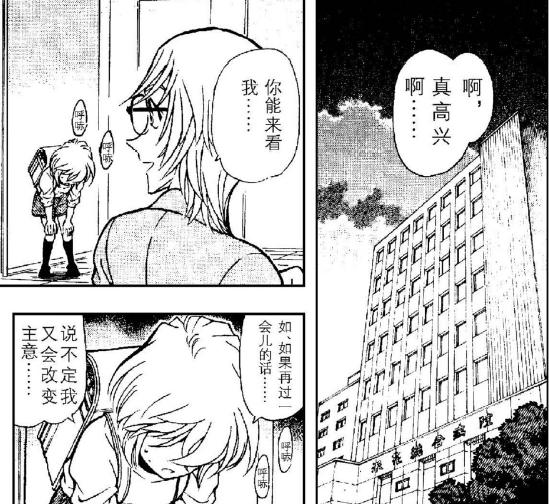 啊,
真高兴
啊……
你能来看
我……
呼哧
呼哧
如、如果再过一
会儿的话……
说不定我
又会改变
主意……
呼哧
呼哧